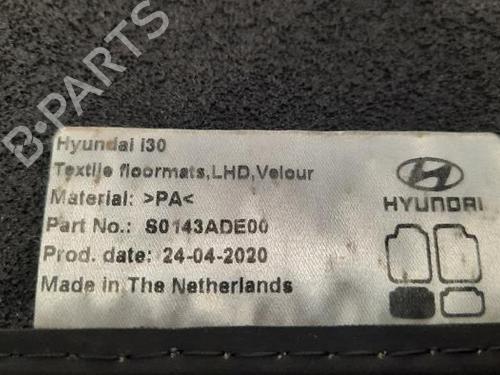 B-PARTS
Hyundai i30
Textile floormats,LHD,Velour
Material: >PA<
Part No.: S0143ADE00
Prod. date: 24-04-2020
Made in The Netherlands
HYUNDAI